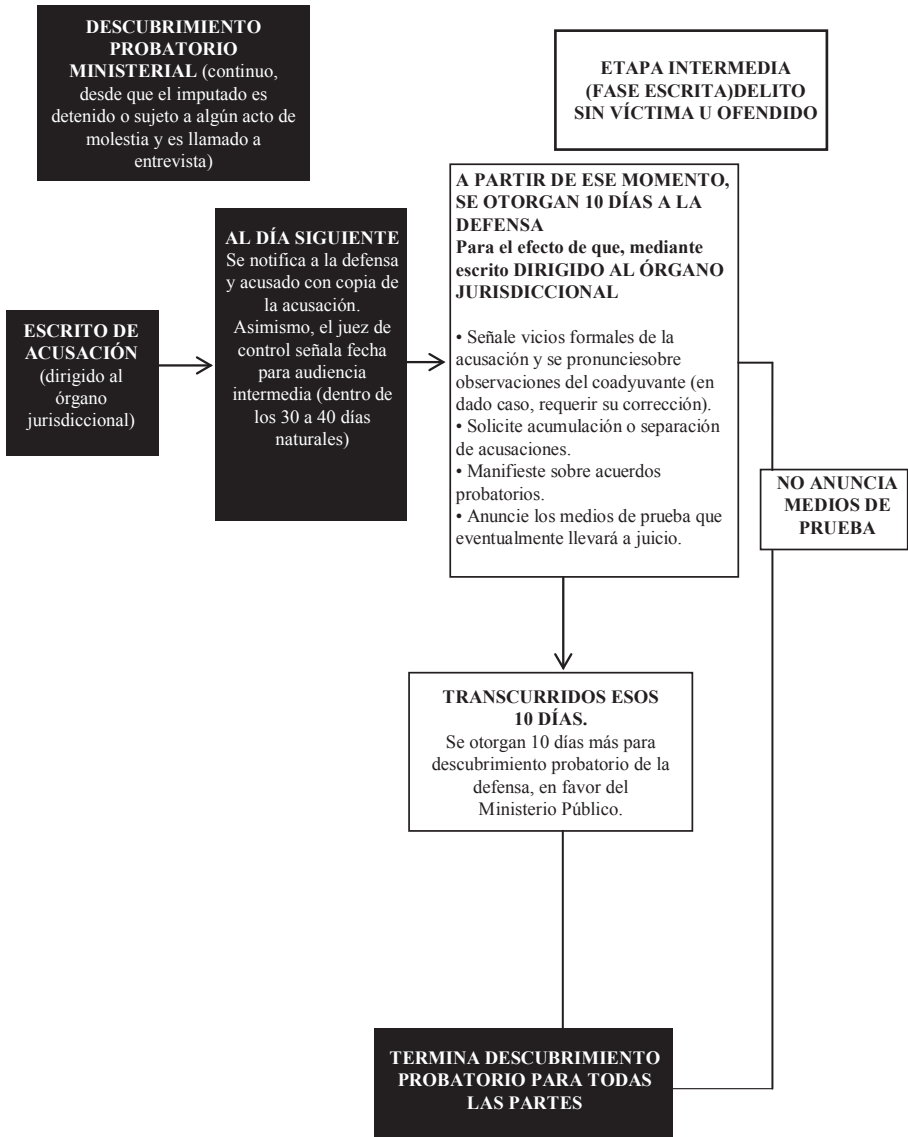 DESCUBRIMIENTO
PROBATORIO
MINISTERIAL (continuo,
desde que el imputado es
detenido o sujeto a algún acto de
molestia y es llamado a
entrevista)
ETAPA INTERMEDIA
(FASE ESCRITA)DELITO
SIN VÍCTIMA U OFENDIDO
ESCRITO DE
ACUSACIÓN
(dirigido al
órgano
jurisdiccional)
AL DÍA SIGUIENTE
Se notifica a la defensa
y acusado con copia de
la acusación.
Asimismo, el juez de
control señala fecha
para audiencia
intermedia (dentro de
los 30 a 40 días
naturales)
A PARTIR DE ESE MOMENTO,
SE OTORGAN 10 DÍAS A LA
DEFENSA
Para el efecto de que, mediante
escrito DIRIGIDO AL ÓRGANO
JURISDICCIONAL
• Señale vicios formales de la
acusación y se pronunciesobre
observaciones del coadyuvante (en
dado caso, requerir su corrección).
• Solicite acumulación o separación
de acusaciones.
• Manifieste sobre acuerdos
probatorios.
• Anuncie los medios de prueba que
eventualmente llevará a juicio.
NO ANUNCIA
MEDIOS DE
PRUEBA
TRANSCURRIDOS ESOS
10 DÍAS.
Se otorgan 10 días más para
descubrimiento probatorio de la
defensa, en favor del
Ministerio Público.
TERMINA DESCUBRIMIENTO
PROBATORIO PARA TODAS
LAS PARTES